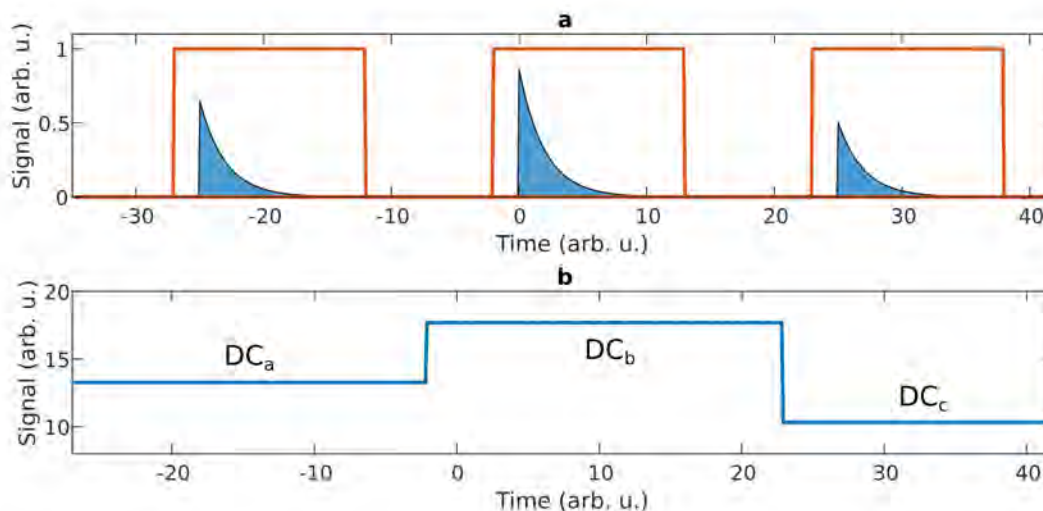 a
Signal (arb. u.)
1
0.5
0
-30 -20 -10 0 10 20 30 40
Time (arb. u.)
b
Signal (arb. u.)
20
15
10
DCa
DCb
DCc
-20 -10 0 10 20 30 40
Time (arb. u.)